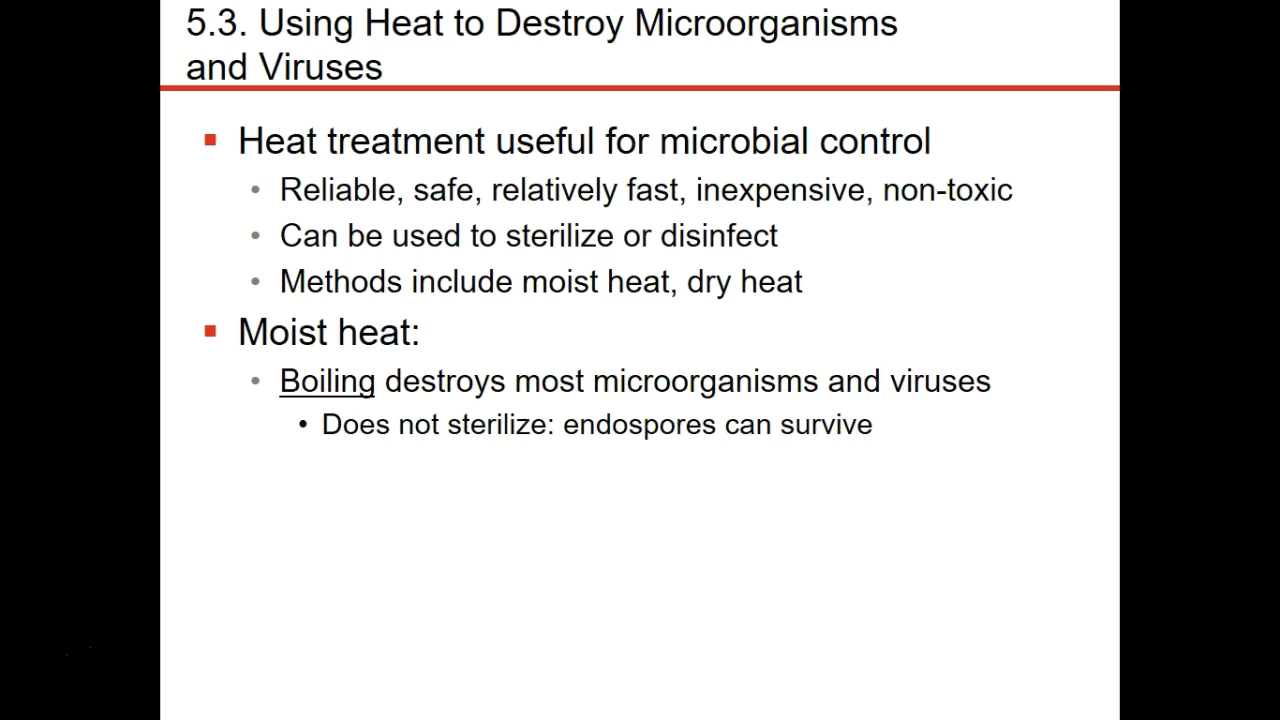 5.3. Using Heat to Destroy Microorganisms
and Viruses
Heat treatment useful for microbial control
Reliable, safe, relatively fast, inexpensive, non-toxic
Can be used to sterilize or disinfect
Methods include moist heat, dry heat
Moist heat:
Boiling destroys most microorganisms and viruses
Does not sterilize: endospores can survive